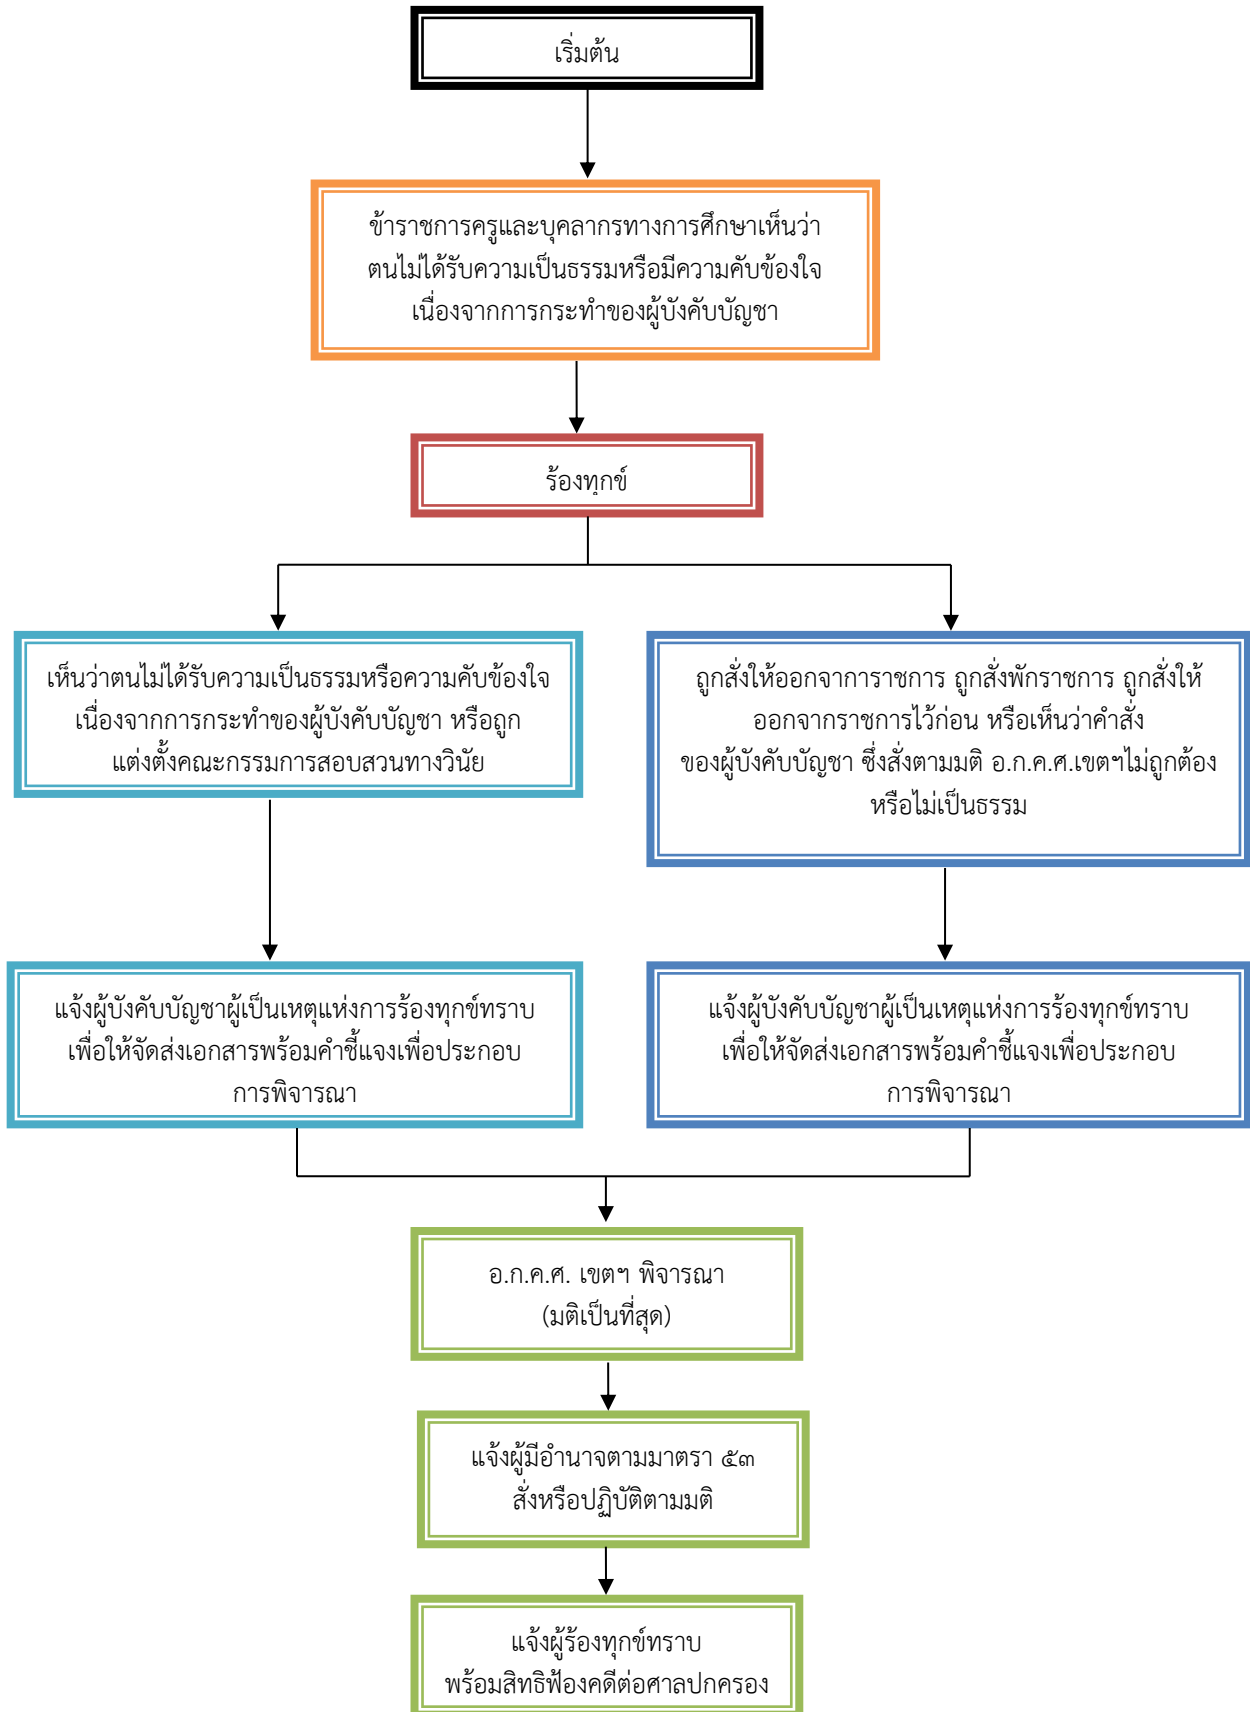 เริ่มต้น
ข้าราชการครูและบุคลากรทางการศึกษาเห็นว่า
ตนไม่ได้รับความเป็นธรรมหรือมีความคับข้องใจ
เนื่องจากการกระทำของผู้บังคับบัญชา
ร้องทุกข์
เห็นว่าตนไม่ได้รับความเป็นธรรมหรือความคับข้องใจ
เนื่องจากการกระทำของผู้บังคับบัญชา หรือถูก
แต่งตั้งคณะกรรมการสอบสวนทางวินัย
ถูกสั่งให้ออกจาการาชการ ถูกสั่งพักราชการ ถูกสั่งให้
ออกจากราชการไว้ก่อน หรือเห็นว่าคำสั่ง
ของผู้บังคับบัญชา ซึ่งสั่งตามมติ อ.ก.ค.ศ.เขตฯไม่ถูกต้อง
หรือไม่เป็นธรรม
แจ้งผู้บังคับบัญชาผู้เป็นเหตุแห่งการร้องทุกข์ทราบ
เพื่อให้จัดส่งเอกสารพร้อมคำชี้แจงเพื่อประกอบ
การพิจารณา
แจ้งผู้บังคับบัญชาผู้เป็นเหตุแห่งการร้องทุกข์ทราบ
เพื่อให้จัดส่งเอกสารพร้อมคำชี้แจงเพื่อประกอบ
การพิจารณา
อ.ก.ค.ศ. เขตฯ พิจารณา
(มติเป็นที่สุด)
แจ้งผู้มีอำนาจตามมาตรา ๕๓
สั่งหรือปฏิบัติตามมติ
แจ้งผู้ร้องทุกข์ทราบ
พร้อมสิทธิฟ้องคดีต่อศาลปกครอง